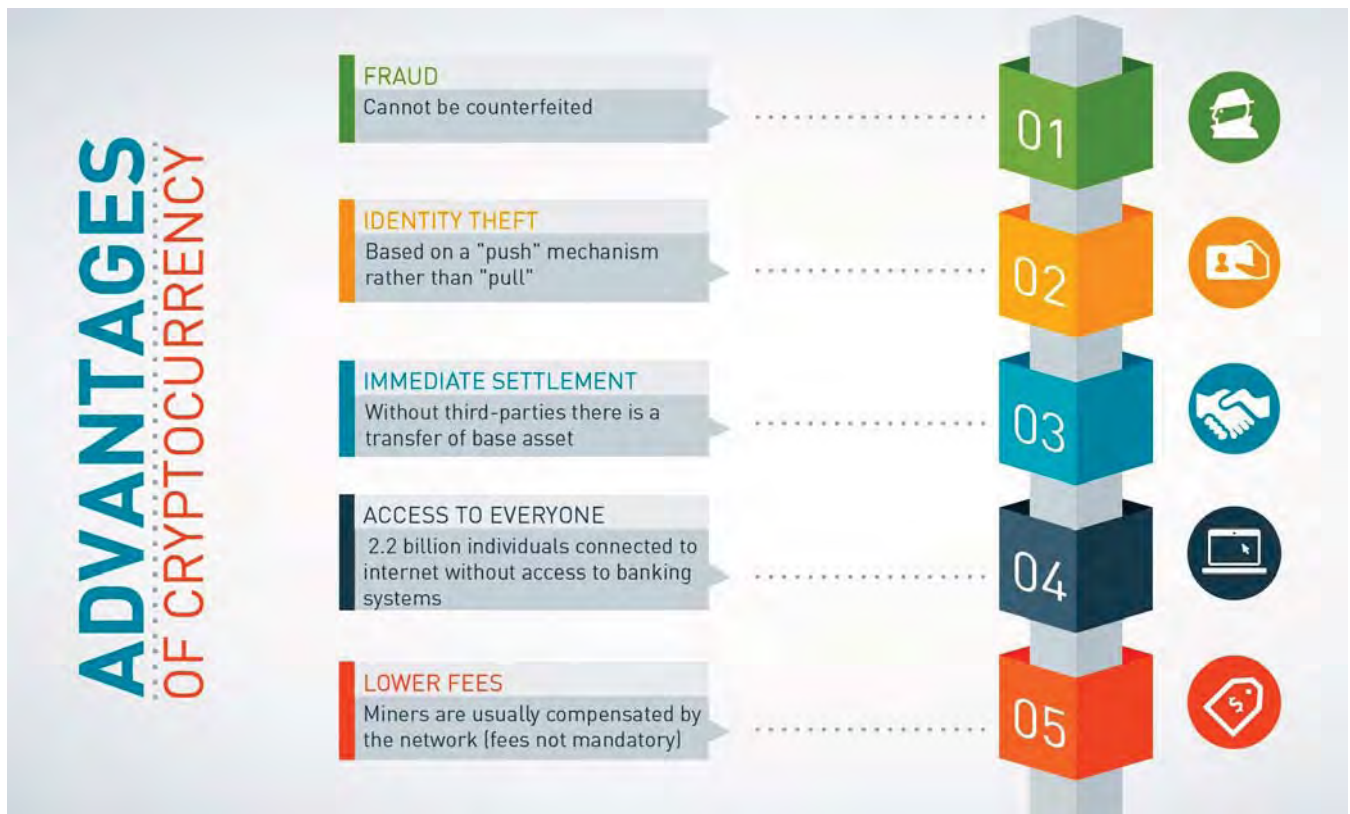 ADVANTAGES
OF CRYPTOCURRENCY
FRAUD
Cannot be counterfeited
01
IDENTITY THEFT
Based on a "push" mechanism
rather than "pull"
02
IMMEDIATE SETTLEMENT
Without third-parties there is a
transfer of base asset
03
ACCESS TO EVERYONE
2.2 billion individuals connected to
internet without access to banking
systems
04
LOWER FEES
Miners are usually compensated by
the network (fees not mandatory)
05
$